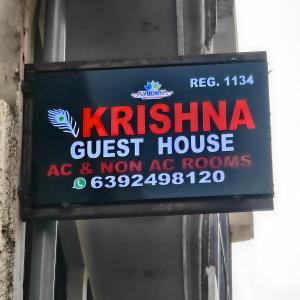 REG. 1134
KRISHNA
GUEST HOUSE
AC & NON AC ROOMS
6392498120